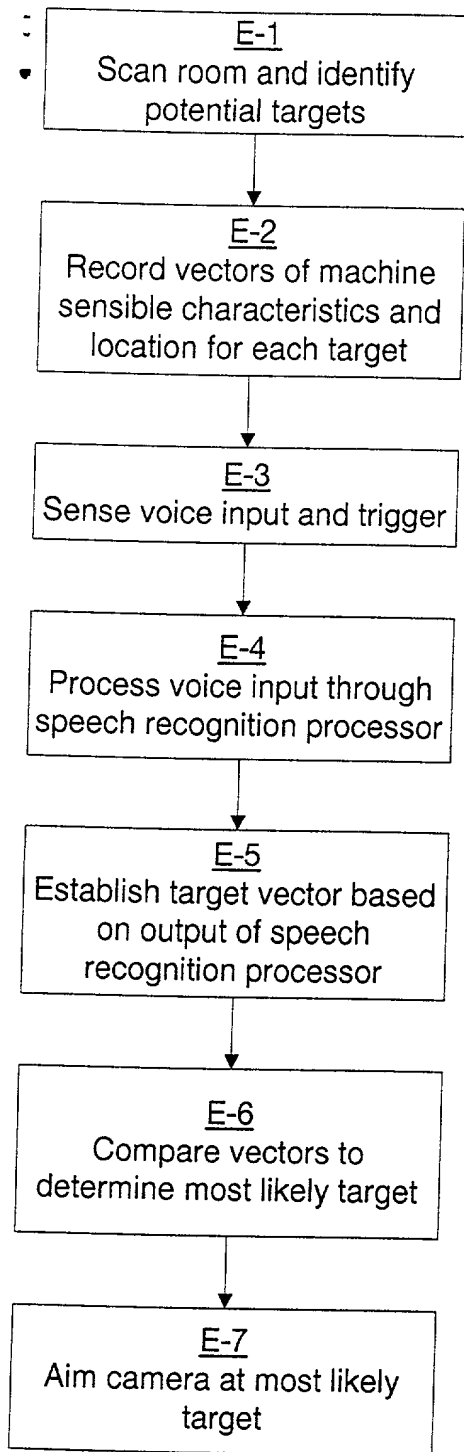 E-1
Scan room and identify
potential targets
E-2
Record vectors of machine
sensible characteristics and
location for each target
E-3
Sense voice input and trigger
E-4
Process voice input through
speech recognition processor
E-5
Establish target vector based
on output of speech
recognition processor
E-6
Compare vectors to
determine most likely target
E-7
Aim camera at most likely
target